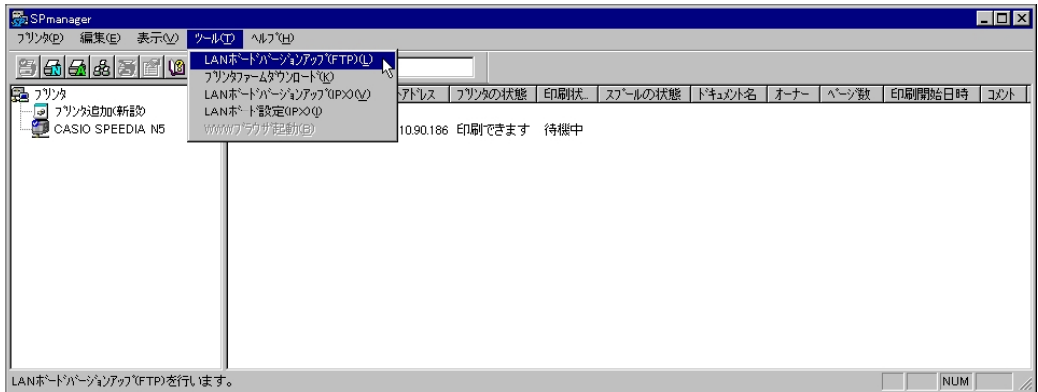 SPmanager
プリンタ(P) 編集(E) 表示(V) ツール(T) ヘルプ(H)
LANボードバージョンアップ(FTP)(L)
プリンタファームダウンロード(K)
LANボードバージョンアップ(IPX)(V)
LANボード設定(IPX)(I)
WWWブラウザ起動(B)
プリンタ
プリンタ追加(新設)
CASIO SPEEDIA N5
アドレス プリンタの状態 印刷状... スプールの状態 ドキュメント名 オーナー ページ数 印刷開始日時 コメント
10.90.186 印刷できます 待機中
LANボードバージョンアップ(FTP)を行います。 NUM